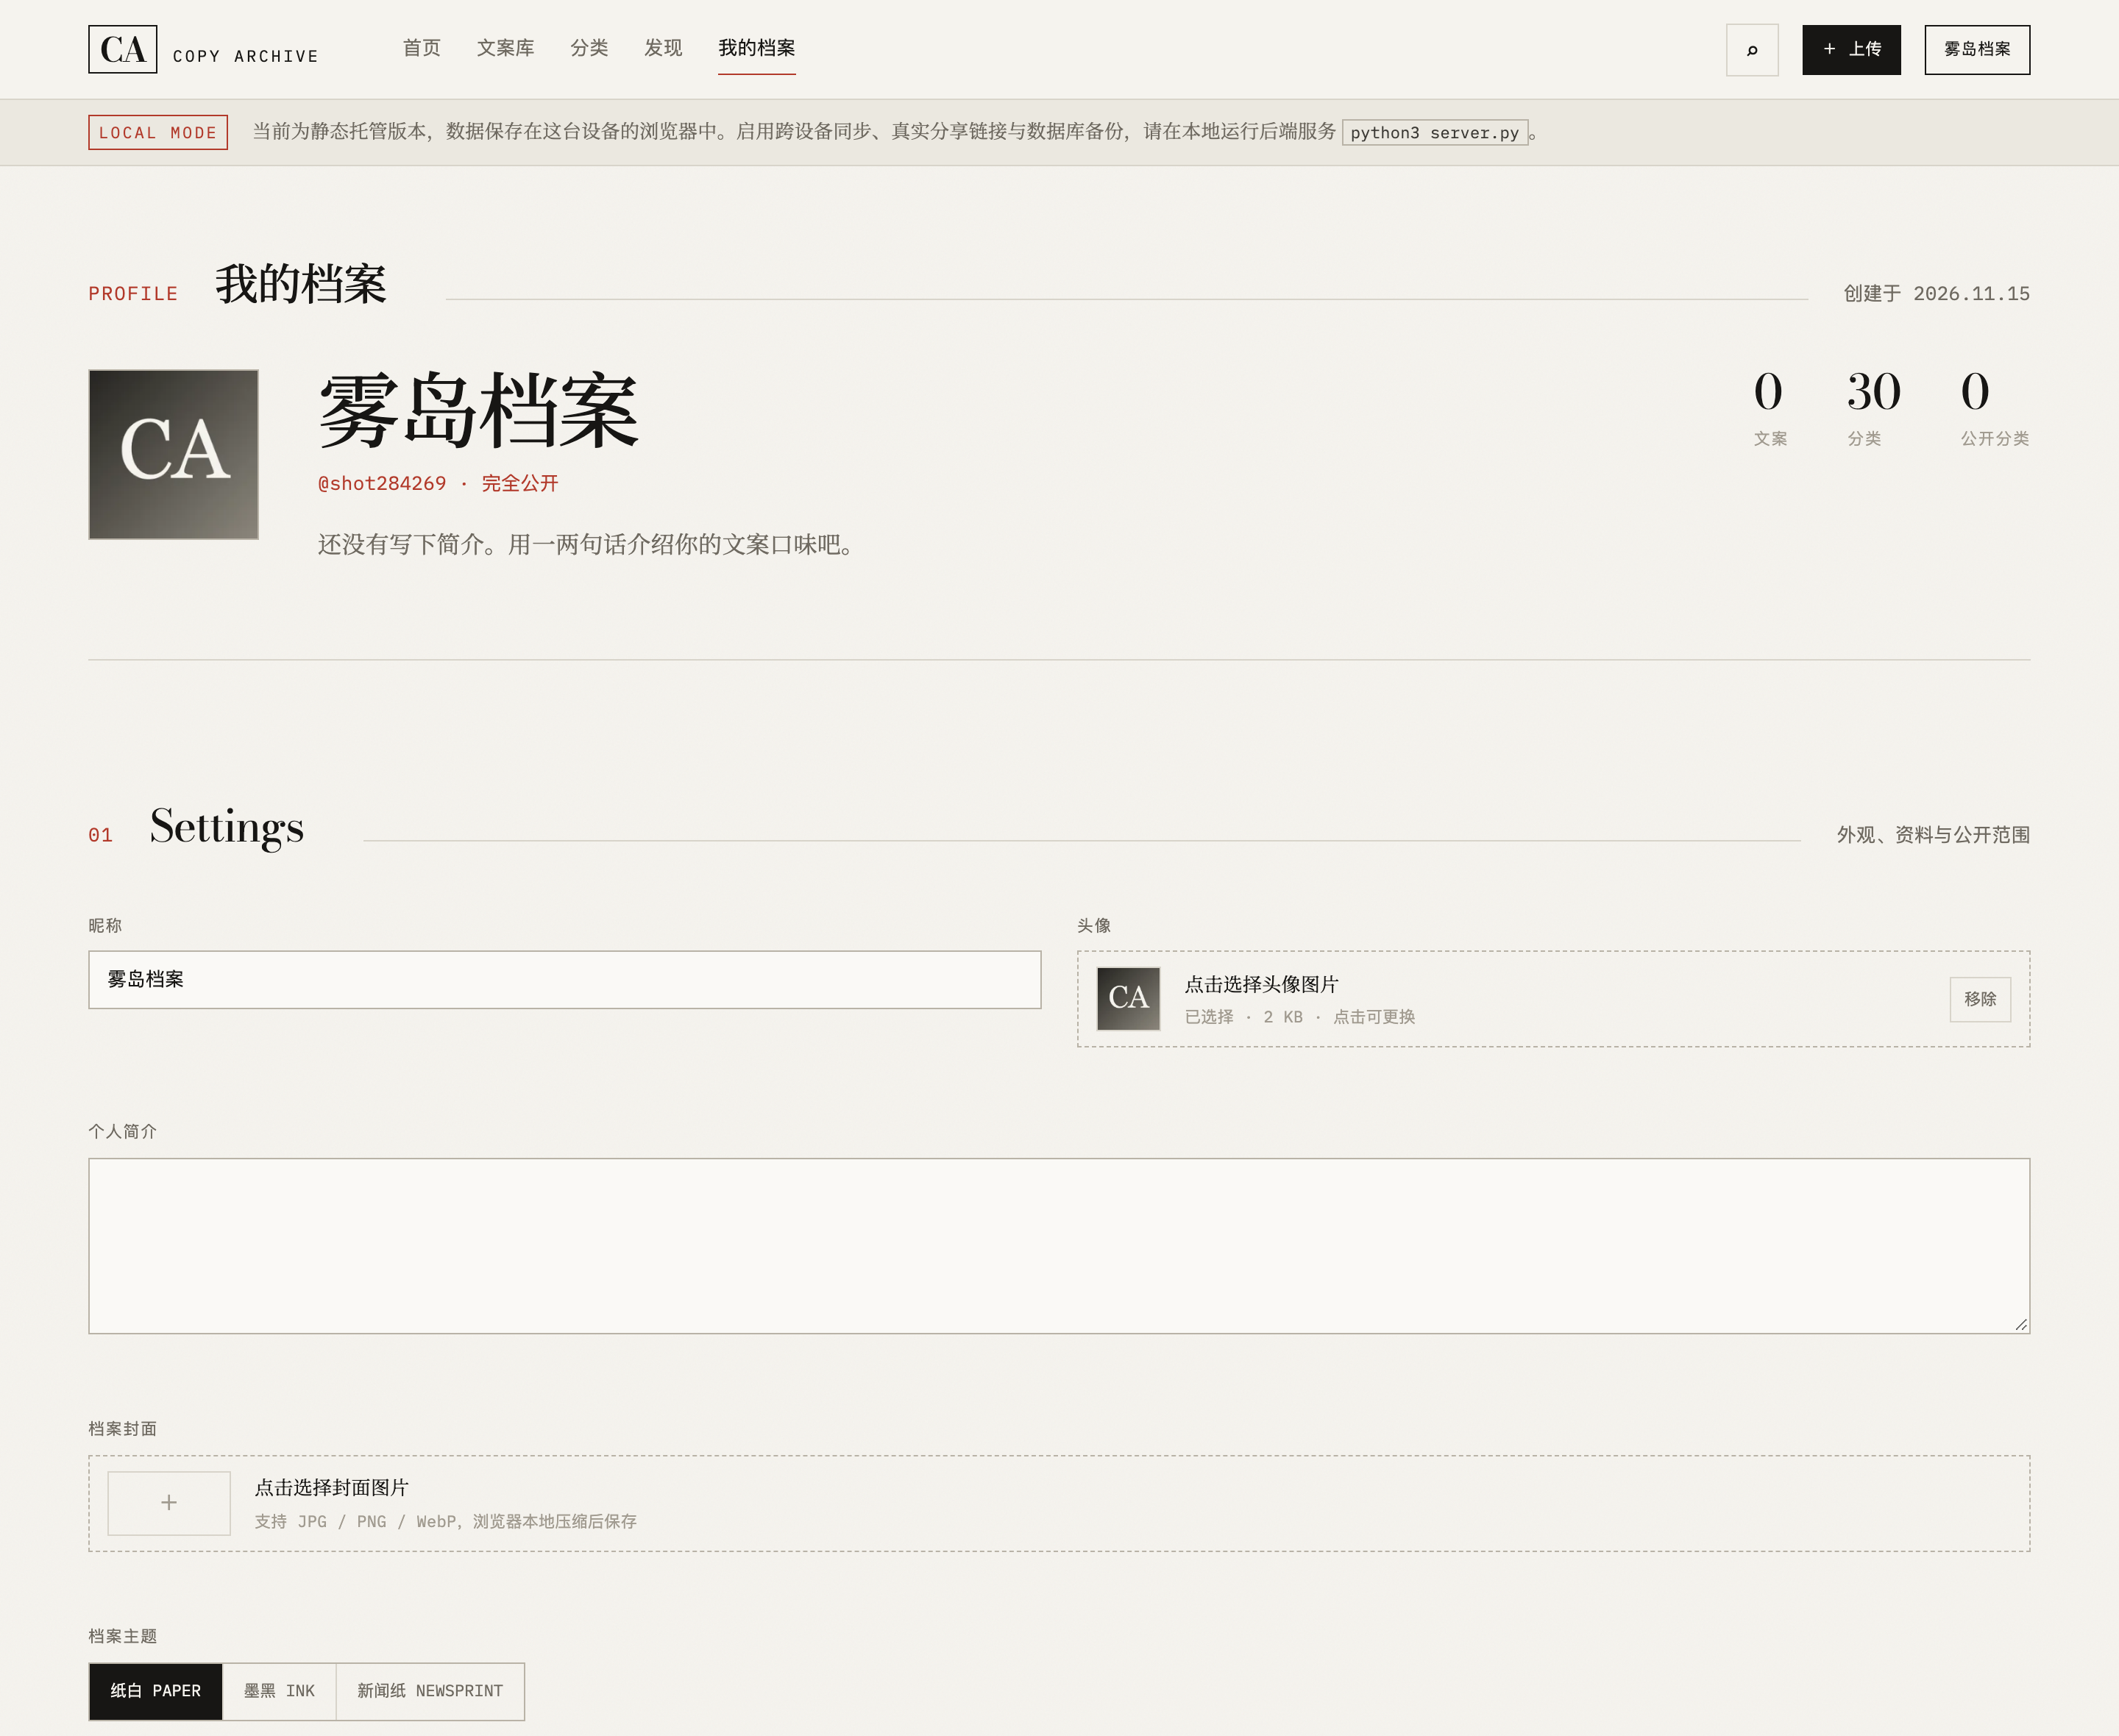 CA COPY ARCHIVE 首页 文案库 分类 发现 我的档案 + 上传 雾岛档案
LOCAL MODE 当前为静态托管版本，数据保存在这台设备的浏览器中。启用跨设备同步、真实分享链接与数据库备份，请在本地运行后端服务 python3 server.py。
PROFILE 我的档案 创建于 2026.11.15
CA
雾岛档案
@shot284269 · 完全公开
还没有写下简介。用一两句话介绍你的文案口味吧。
0 30 0
文案 分类 公开分类
01 Settings 外观、资料与公开范围
昵称
雾岛档案
头像
CA
点击选择头像图片
已选择 · 2 KB · 点击可更换
移除
个人简介
档案封面
+
点击选择封面图片
支持 JPG / PNG / WebP，浏览器本地压缩后保存
档案主题
纸白 PAPER 墨黑 INK 新闻纸 NEWSPRINT